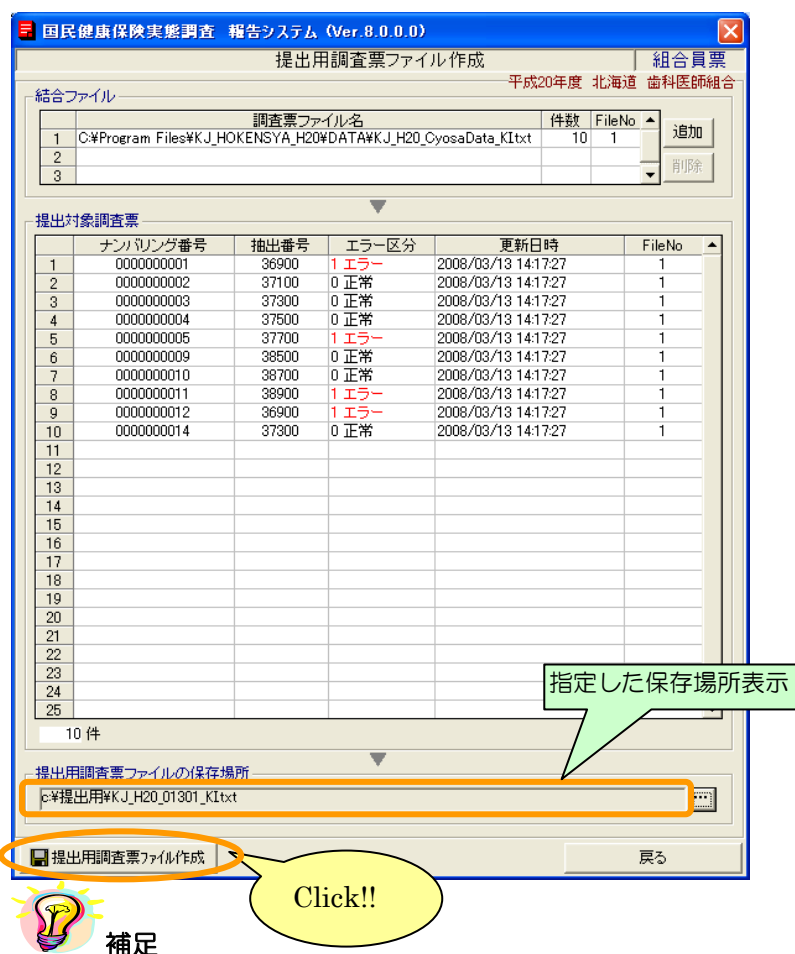 国民健康保険実態調査　報告システム (Ver.8.0.0.0)
提出用調査票ファイル作成 組合員票
平成20年度 北海道 歯科医師組合
結合ファイル
調査票ファイル名 件数 FileNo
1 C:¥Program Files¥KJ_HOKENSYA_H20¥DATA¥KJ_H20_CyosaData_KI.txt 10 1
2
3
追加
削除
▼
提出対象調査票
ナンバリング番号 抽出番号 エラー区分 更新日時 FileNo
1 0000000001 36900 1 エラー 2008/03/13 14:17:27 1
2 0000000002 37100 0 正常 2008/03/13 14:17:27 1
3 0000000003 37300 0 正常 2008/03/13 14:17:27 1
4 0000000004 37500 0 正常 2008/03/13 14:17:27 1
5 0000000005 37700 1 エラー 2008/03/13 14:17:27 1
6 0000000009 38500 0 正常 2008/03/13 14:17:27 1
7 0000000010 38700 0 正常 2008/03/13 14:17:27 1
8 0000000011 38900 1 エラー 2008/03/13 14:17:27 1
9 0000000012 36900 1 エラー 2008/03/13 14:17:27 1
10 0000000014 37300 0 正常 2008/03/13 14:17:27 1
11
12
13
14
15
16
17
18
19
20
21
22
23
24
25
指定した保存場所表示
10 件
▼
提出用調査票ファイルの保存場所
c:¥提出用¥KJ_H20_01301_KI.txt ...
提出用調査票ファイル作成 戻る
Click!!
補足